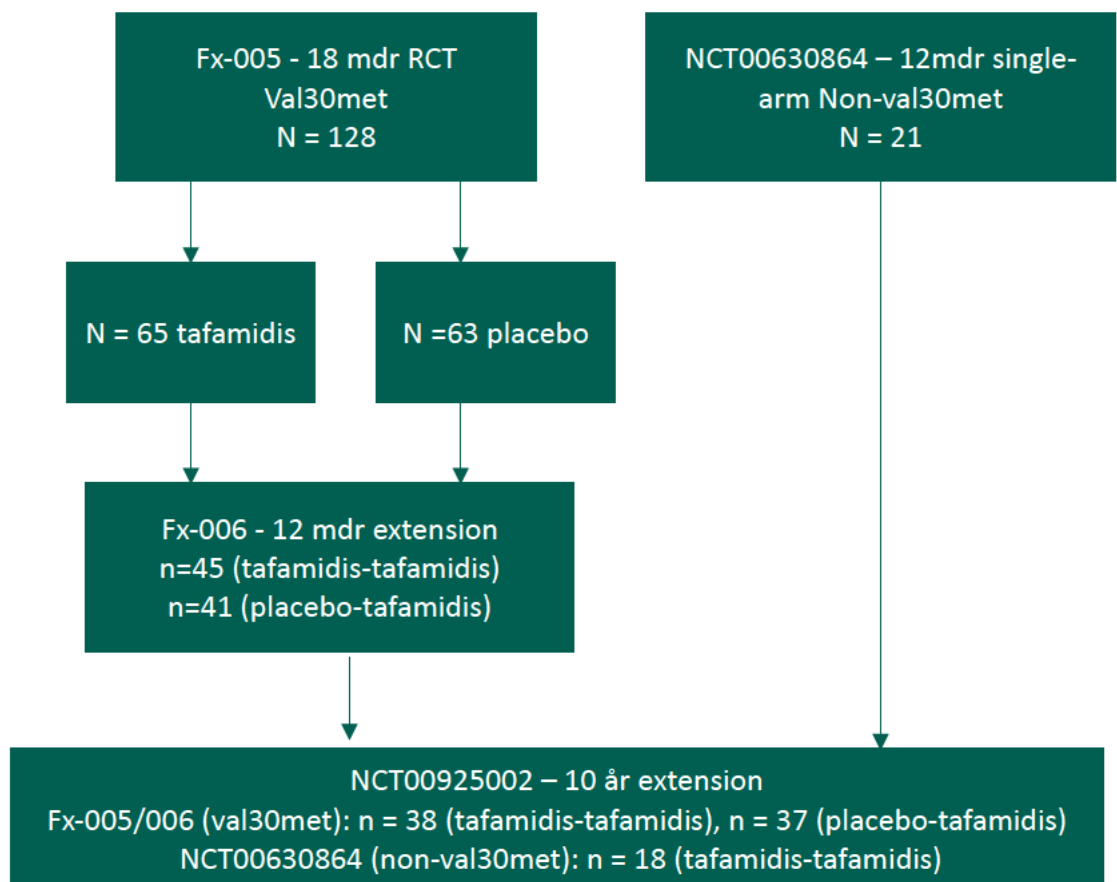 Fx-005 - 18 mdr RCT
Val30met
N = 128
NCT00630864 – 12mdr single-
arm Non-val30met
N = 21
N = 65 tafamidis
N =63 placebo
Fx-006 - 12 mdr extension
n=45 (tafamidis-tafamidis)
n=41 (placebo-tafamidis)
NCT00925002 – 10 år extension
Fx-005/006 (val30met): n = 38 (tafamidis-tafamidis), n = 37 (placebo-tafamidis)
NCT00630864 (non-val30met): n = 18 (tafamidis-tafamidis)